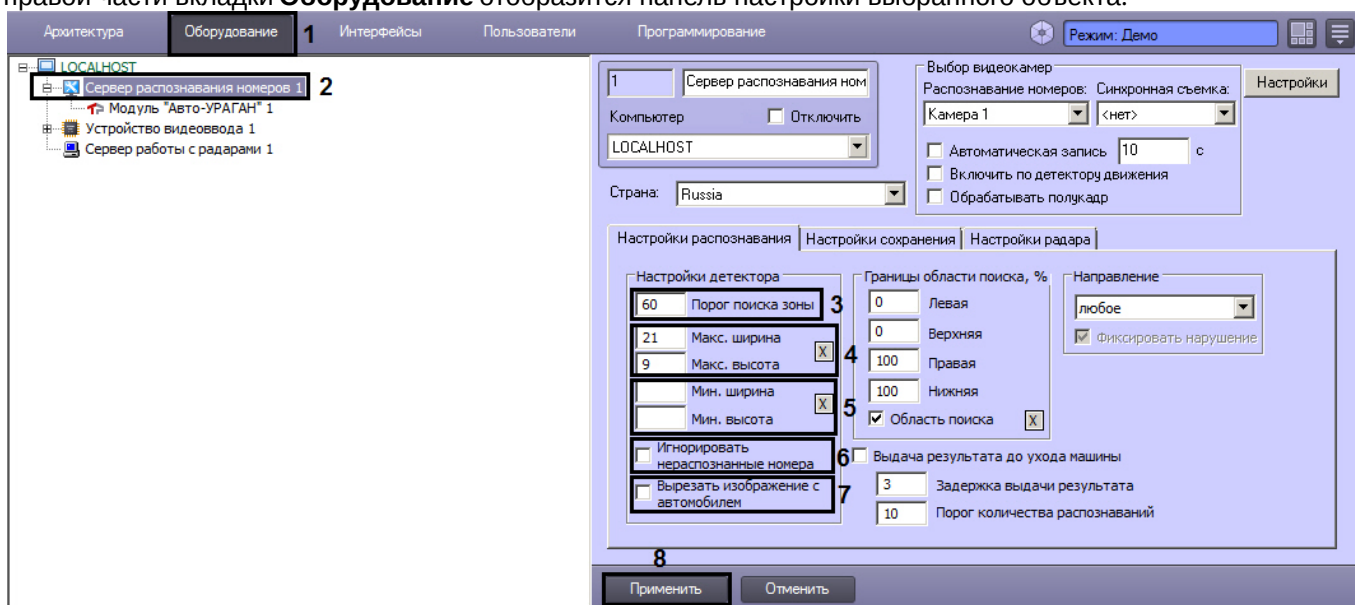 правой части вкладки Оборудование отобразится панель настройки выбранного объекта.
Архитектура Оборудование 1 Интерфейсы Пользователи Программирование Режим: Демо
LOCALHOST
Сервер распознавания номеров 1 2
Модуль "Авто-УРАГАН" 1
Устройство видеоввода 1
Сервер работы с радарами 1
1 Сервер распознавания ном
Компьютер Отключить
LOCALHOST
Страна: Russia
Выбор видеокамер
Распознавание номеров: Синхронная съемка:
Камера 1 <нет>
Автоматическая запись 10 с
Включить по детектору движения
Обрабатывать полукадр
Настройки
Настройки распознавания Настройки сохранения Настройки радара
Настройки детектора
60 Порог поиска зоны 3
21 Макс. ширина
9 Макс. высота
X 4
Мин. ширина
Мин. высота
X 5
Игнорировать
нераспознанные номера 6
Вырезать изображение с
автомобилем 7
Границы области поиска, %
0 Левая
0 Верхняя
100 Правая
100 Нижняя
Область поиска X
Направление
любое
Фиксировать нарушение
Выдача результата до ухода машины
3 Задержка выдачи результата
10 Порог количества распознаваний
8
Применить Отменить